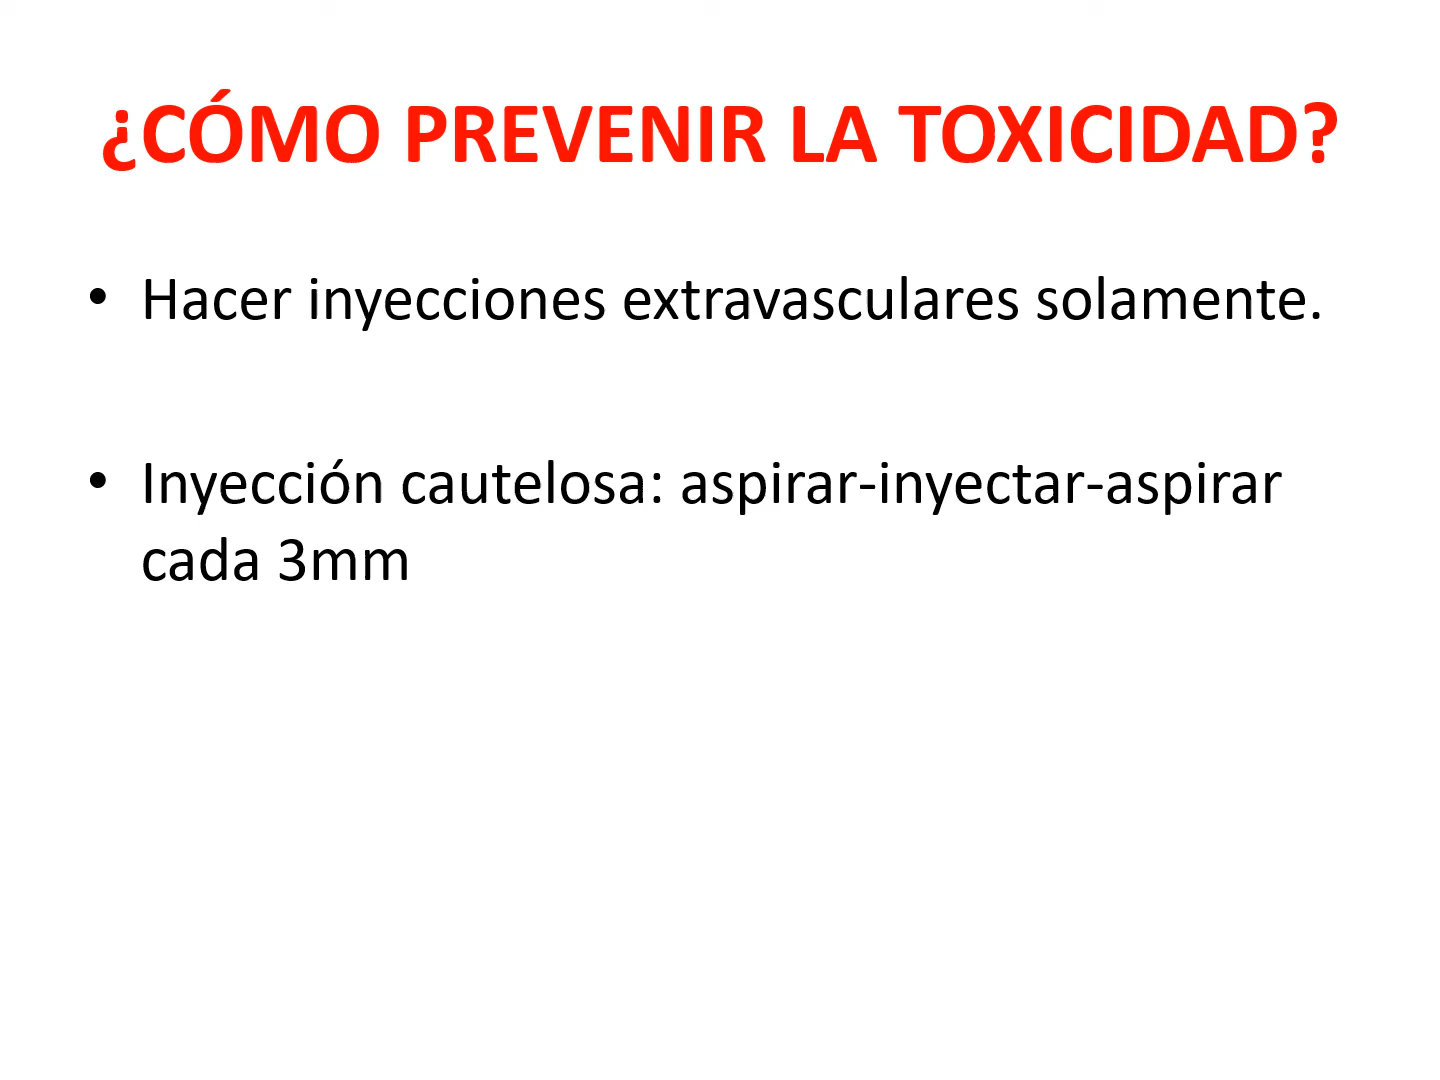 ¿CÓMO PREVENIR LA TOXICIDAD?
• Hacer inyecciones extravasculares solamente.
• Inyección cautelosa: aspirar-inyectar-aspirar
cada 3mm